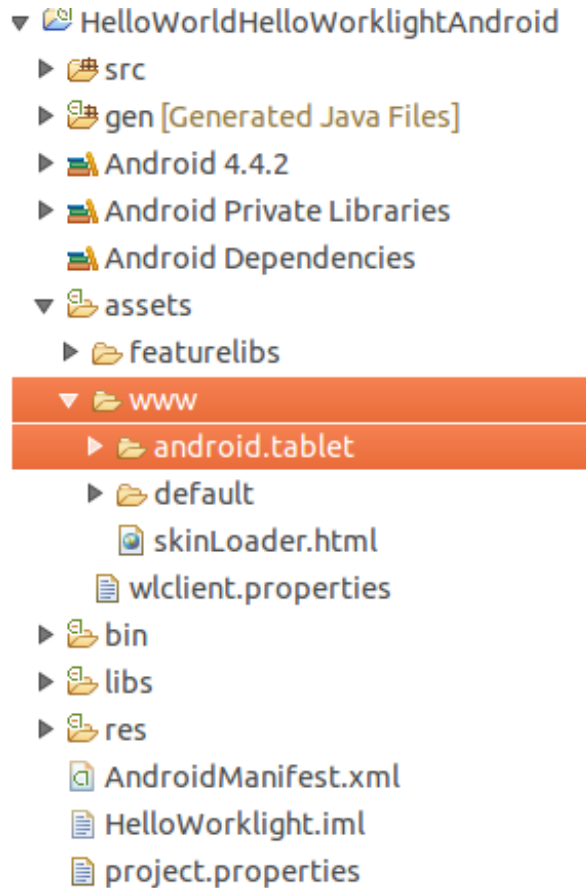 HelloWorldHelloWorklightAndroid
src
gen [Generated Java Files]
Android 4.4.2
Android Private Libraries
Android Dependencies
assets
featurelibs
www
android.tablet
default
skinLoader.html
wlclient.properties
bin
libs
res
AndroidManifest.xml
HelloWorklight.iml
project.properties